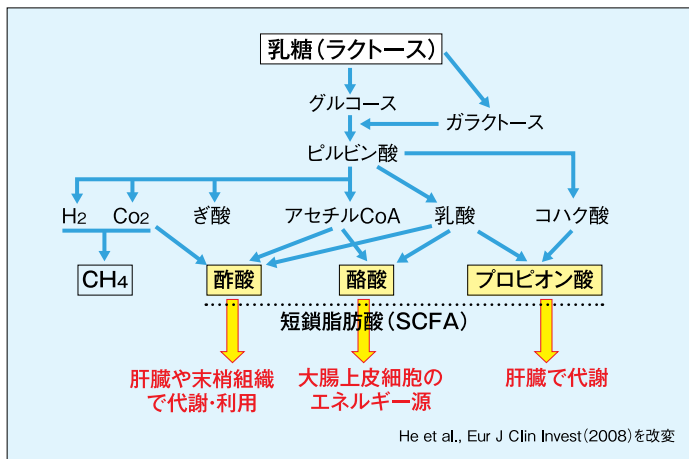 乳糖（ラクトース）
グルコース
ガラクトース
ピルビン酸
H2 Co2 ぎ酸 アセチルCoA 乳酸 コハク酸
CH4 酢酸 酪酸 プロピオン酸
短鎖脂肪酸（SCFA）
肝臓や末梢組織
で代謝・利用
大腸上皮細胞の
エネルギー源
肝臓で代謝
He et al., Eur J Clin Invest(2008)を改変